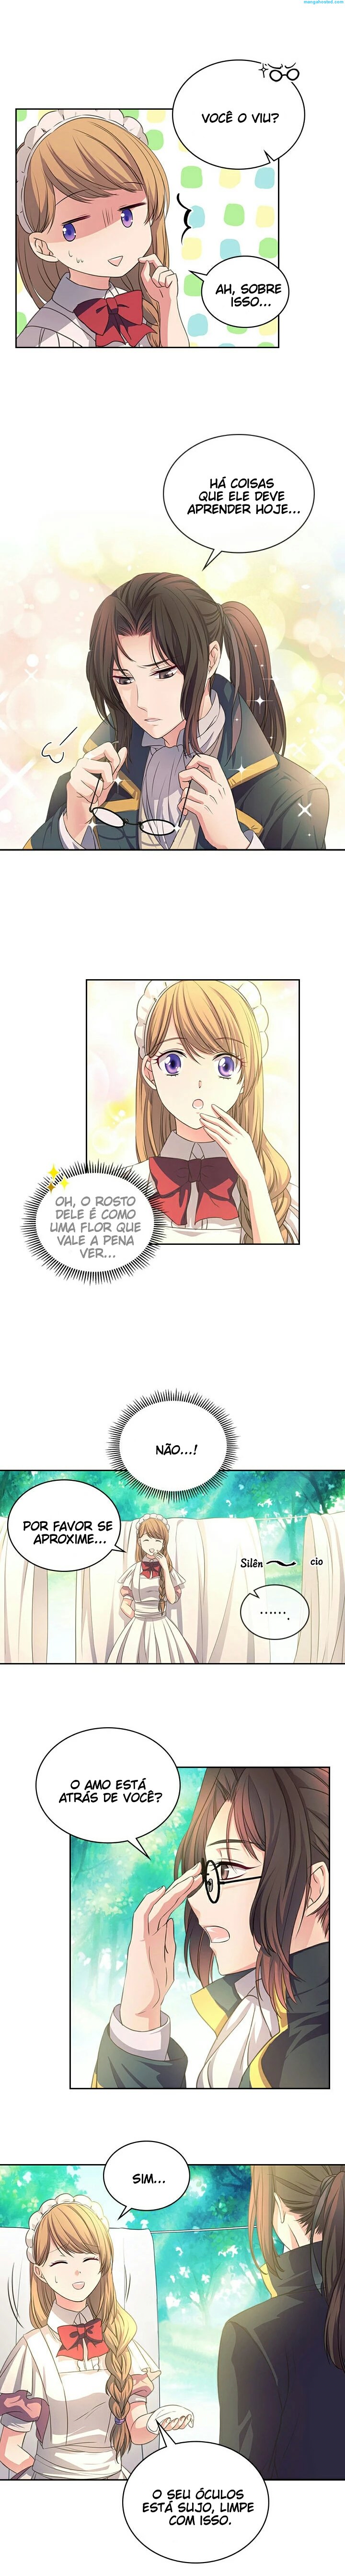 mangahosted.com
VOCÊ O VIU?
AH, SOBRE
ISSO...
HÁ COISAS
QUE ELE DEVE
APRENDER HOJE...
OH, O ROSTO
DELE É COMO
UMA FLOR QUE
VALE A PENA
VER...
NÃO...!
POR FAVOR SE
APROXIME...
Silên cio
.......
O AMO ESTÁ
ATRÁS DE VOCÊ?
SIM...
O SEU ÓCULOS
ESTÁ SUJO, LIMPE
COM ISSO.